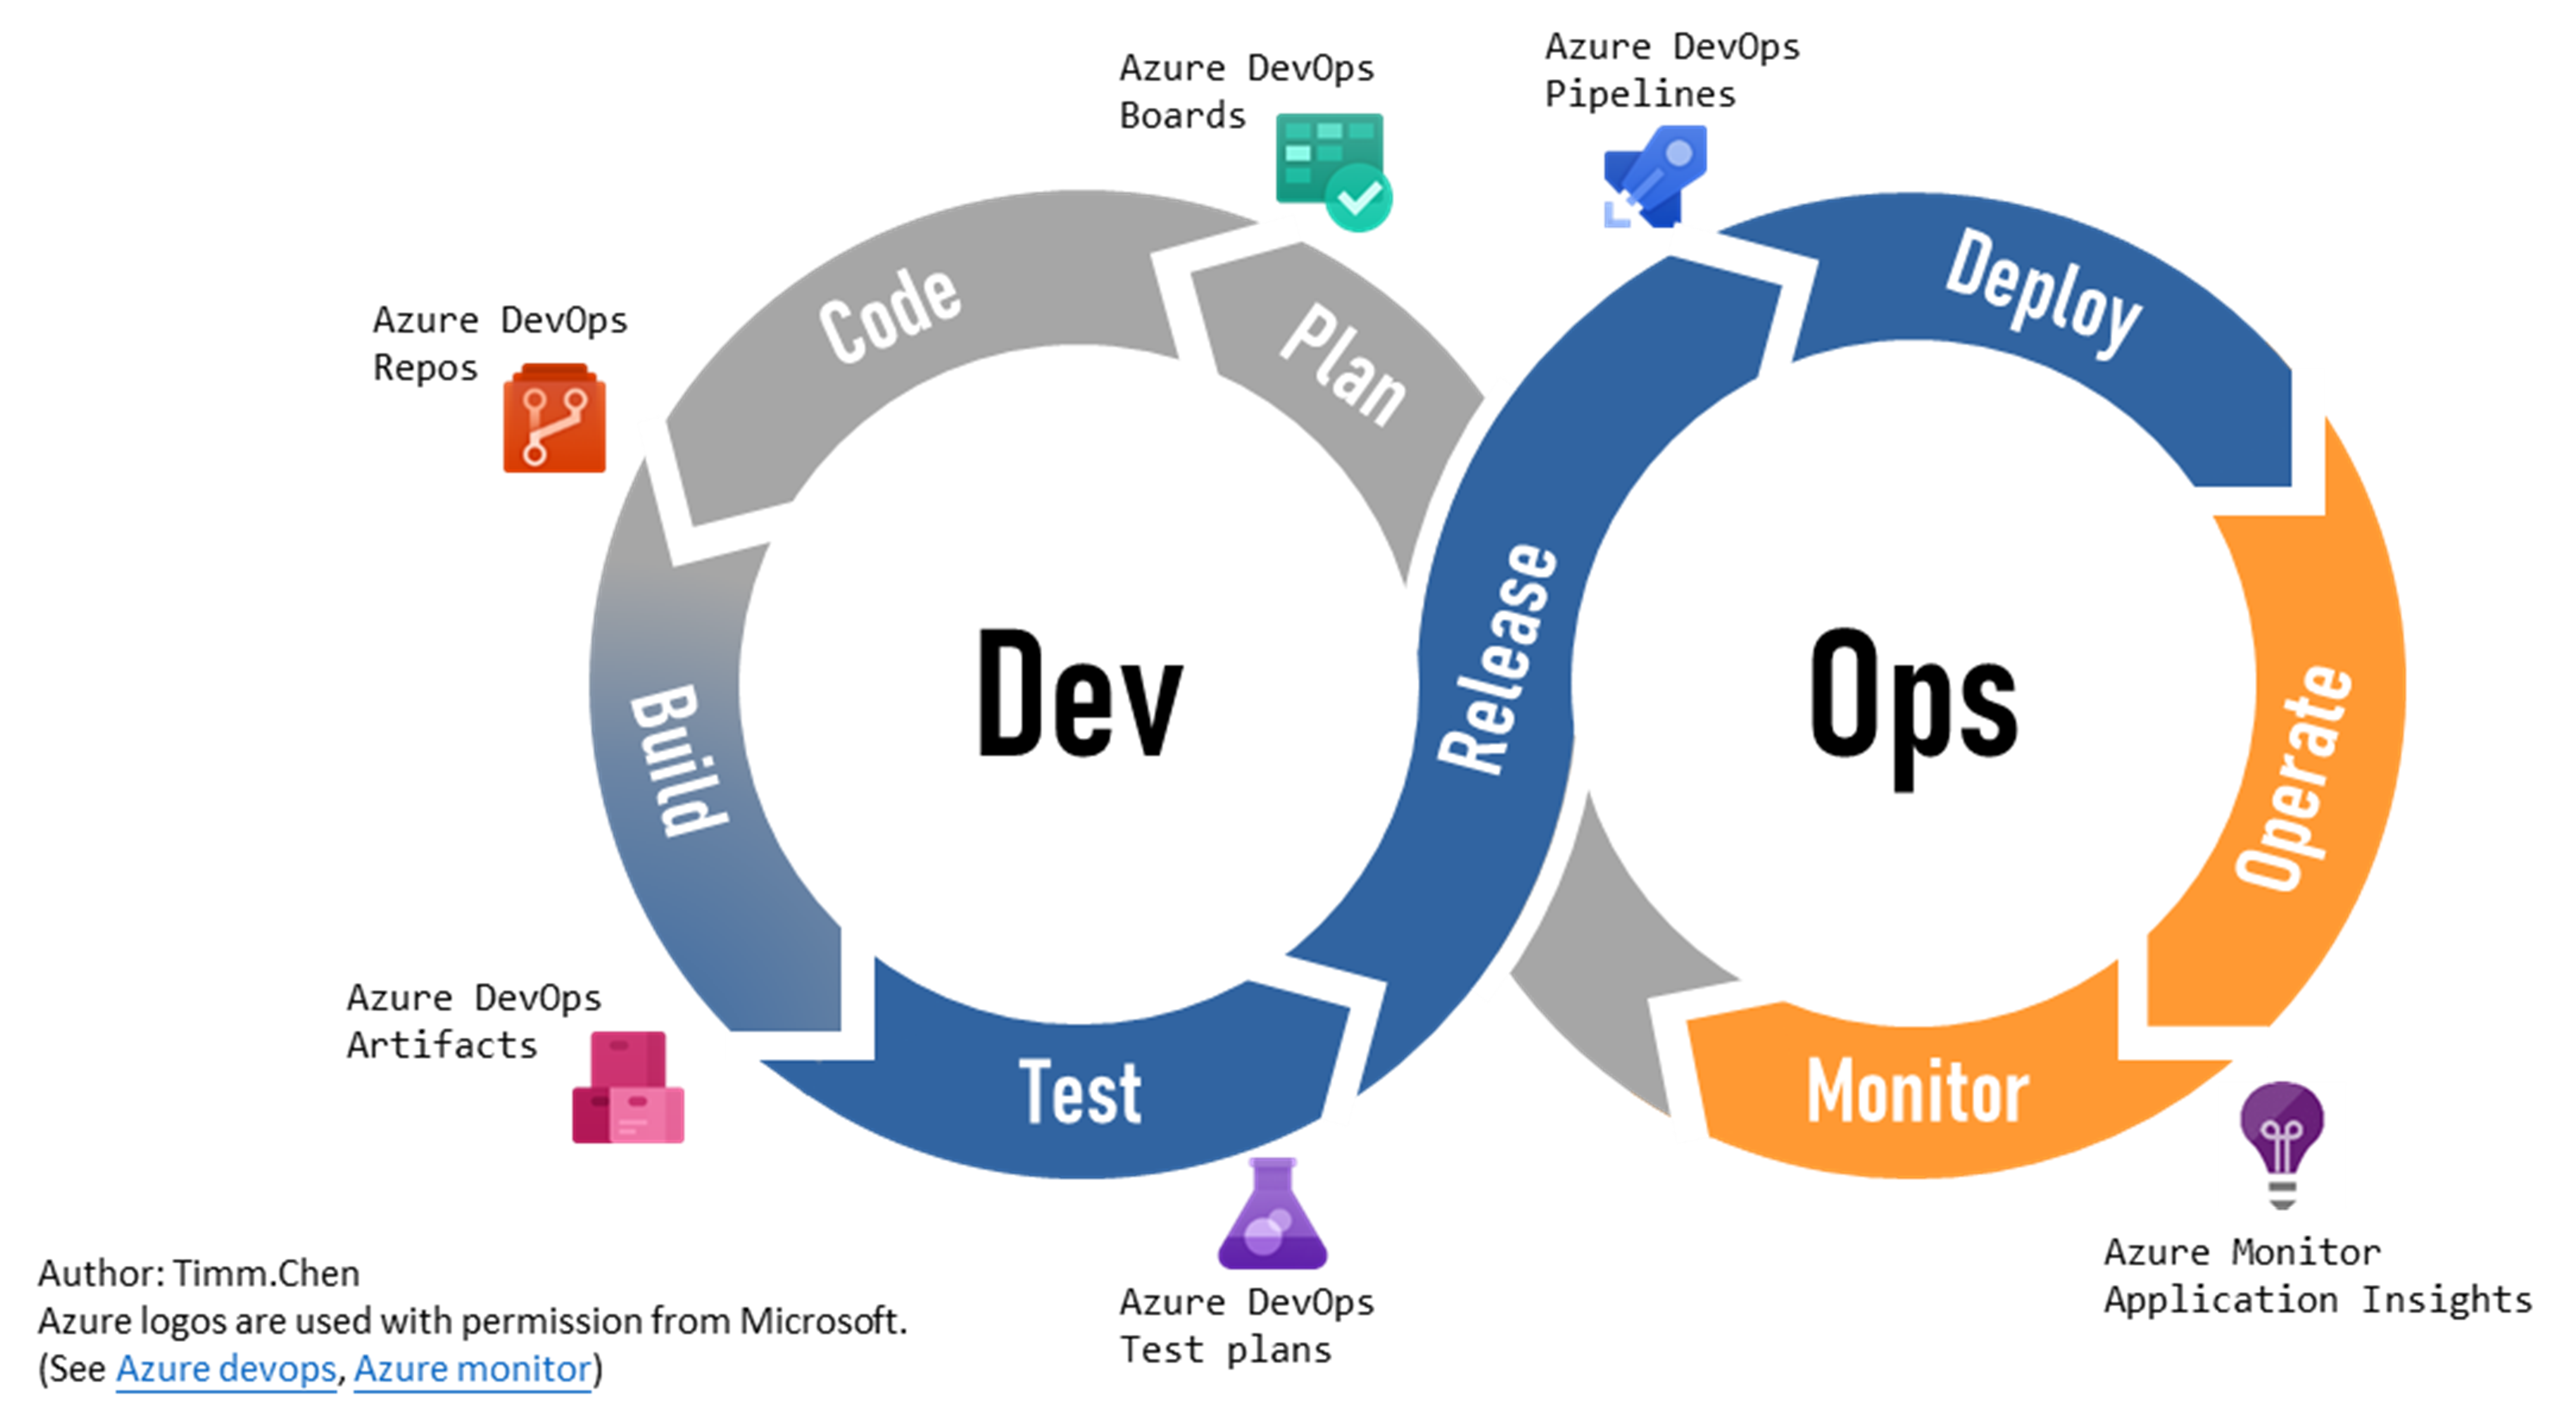 Azure DevOps
Boards
Azure DevOps
Pipelines
Azure DevOps
Repos
Code
Plan
Deploy
Build
Dev
Release
Ops
Operate
Azure DevOps
Artifacts
Test
Monitor
Azure DevOps
Test plans
Azure Monitor
Application Insights
Author: Timm.Chen
Azure logos are used with permission from Microsoft.
(See Azure devops, Azure monitor)